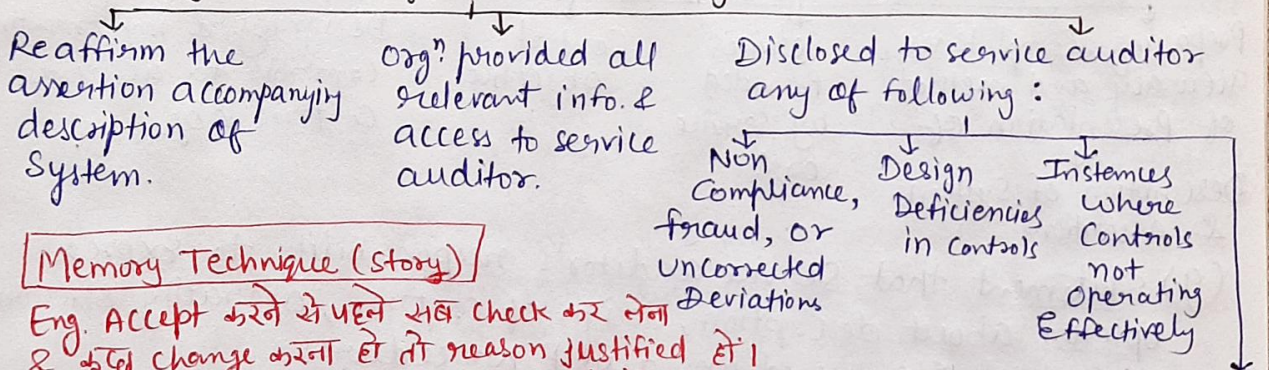 Reaffirm the
assertion accompanying
description of
System.
Orgⁿ. provided all
relevant info. &
access to service
auditor.
Disclosed to service auditor
any of following :
Non
Compliance,
fraud, or
uncorrected
Deviations
Design
Deficiencies
in controls
Instances
where
Controls
not
operating
Effectively
Memory Technique (Story)
Eng. Accept करने से पहले सब check कर लेना
& कुछ change करना हो तो reason justified हो।